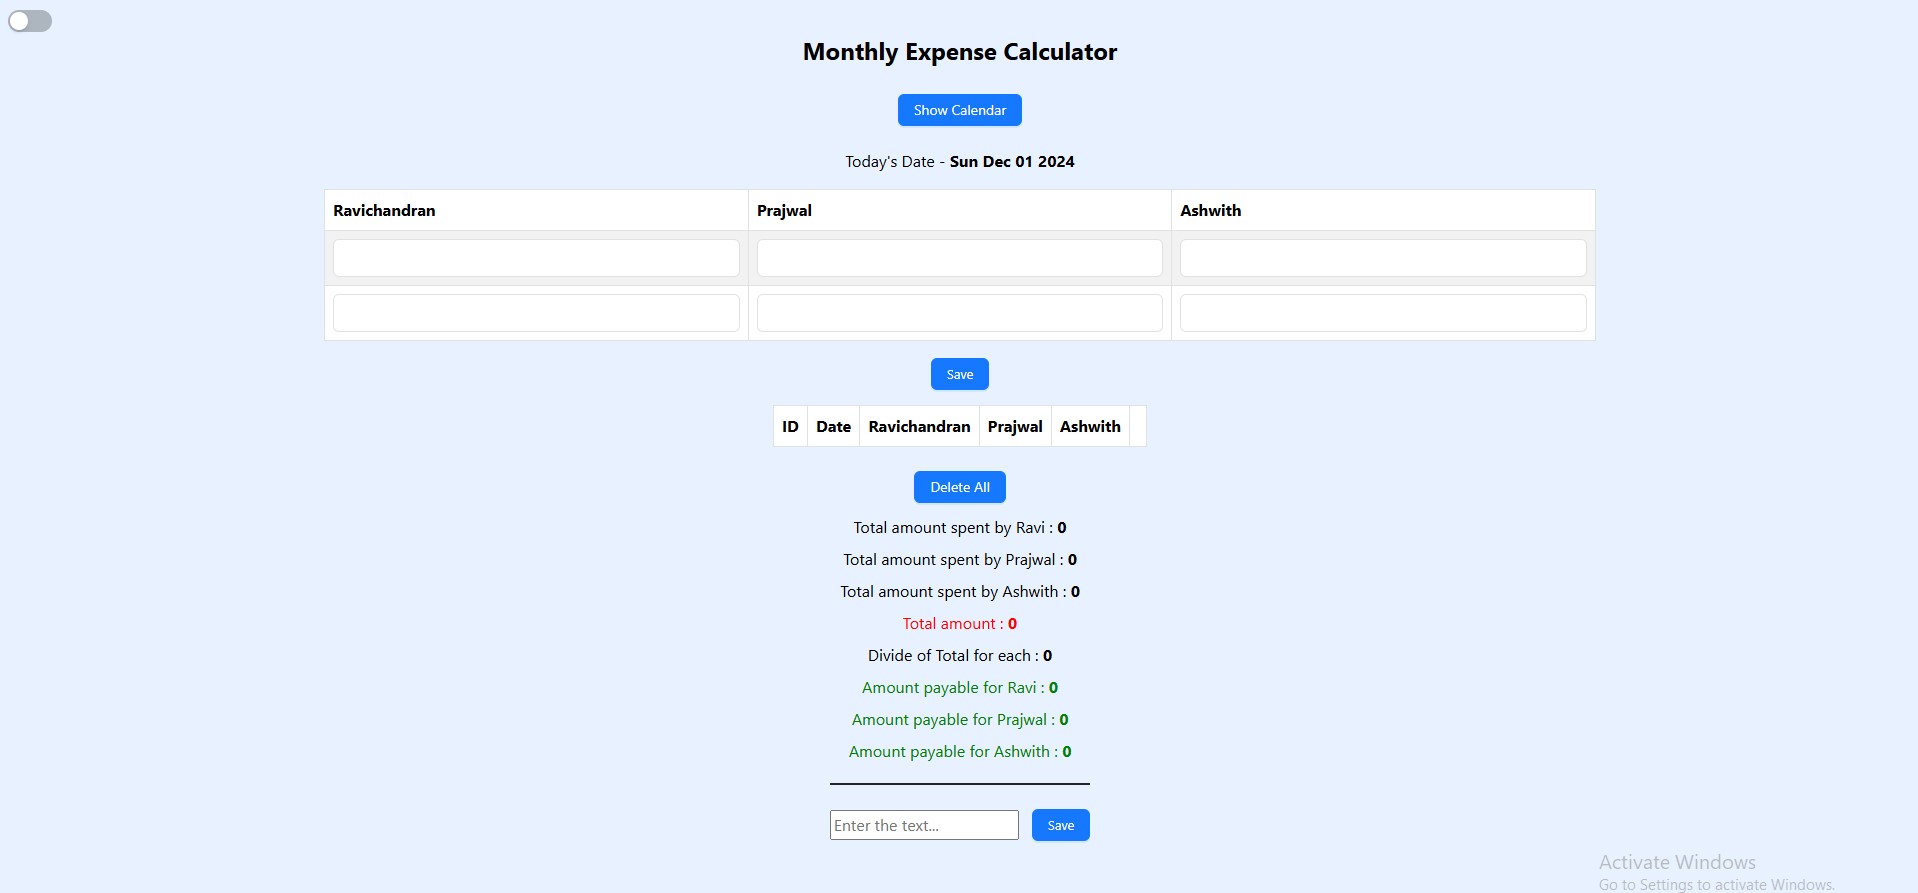 Monthly Expense Calculator
Show Calendar
Today's Date - Sun Dec 01 2024
Ravichandran Prajwal Ashwith
Save
ID Date Ravichandran Prajwal Ashwith
Delete All
Total amount spent by Ravi : 0
Total amount spent by Prajwal : 0
Total amount spent by Ashwith : 0
Total amount : 0
Divide of Total for each : 0
Amount payable for Ravi : 0
Amount payable for Prajwal : 0
Amount payable for Ashwith : 0
Enter the text... Save
Activate Windows
Go to Settings to activate Windows.